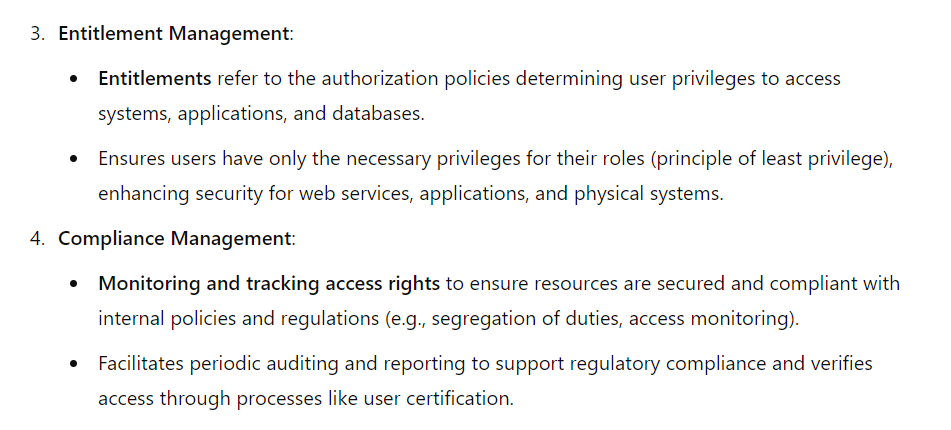 3. Entitlement Management:
• Entitlements refer to the authorization policies determining user privileges to access
systems, applications, and databases.
• Ensures users have only the necessary privileges for their roles (principle of least privilege),
enhancing security for web services, applications, and physical systems.
4. Compliance Management:
• Monitoring and tracking access rights to ensure resources are secured and compliant with
internal policies and regulations (e.g., segregation of duties, access monitoring).
• Facilitates periodic auditing and reporting to support regulatory compliance and verifies
access through processes like user certification.